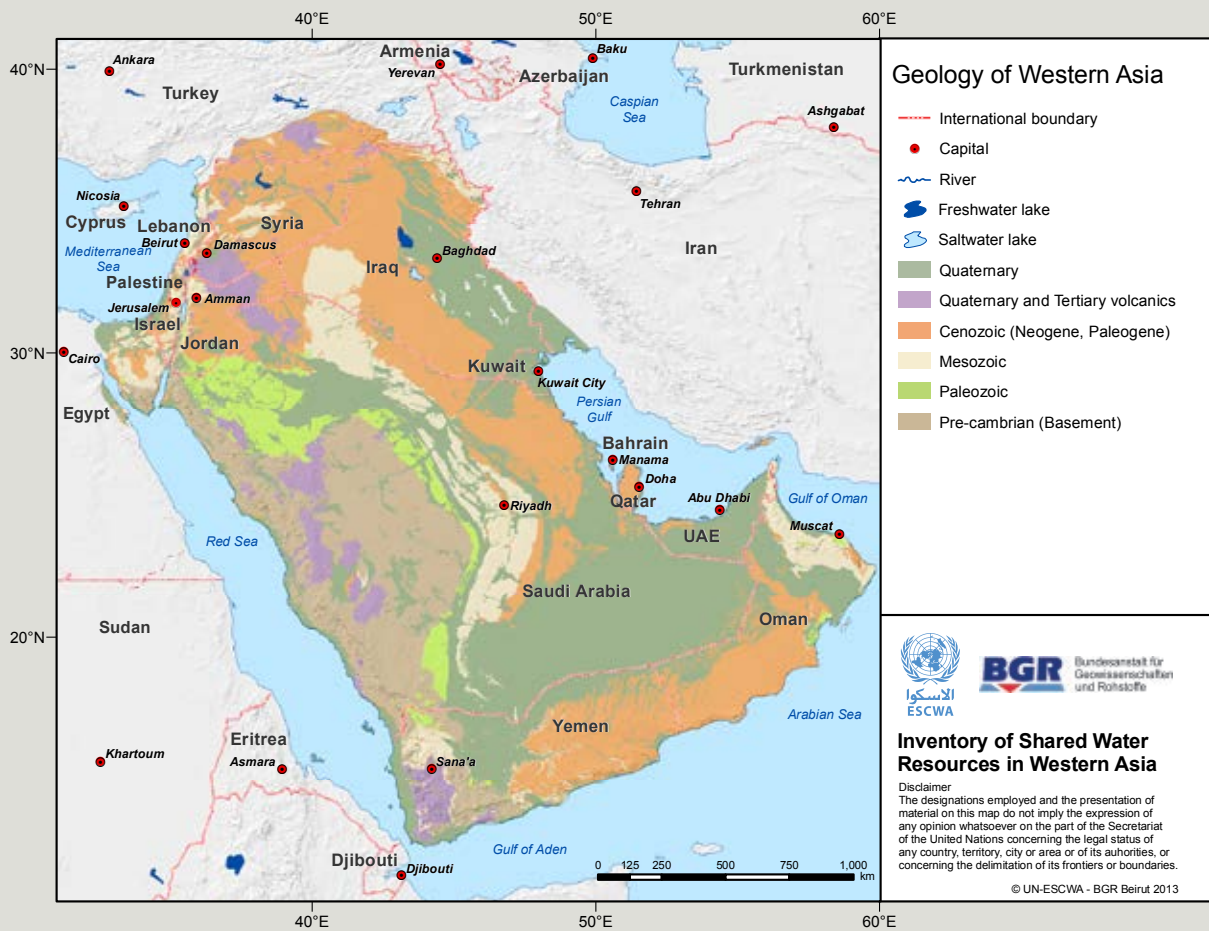 40°E
50°E
60°E
40°N
30°N
20°N
40°E
50°E
60°E
Ankara
Turkey
Armenia
Yerevan
Baku
Azerbaijan
Turkmenistan
Ashgabat
Caspian
Sea
Nicosia
Cyprus
Lebanon
Beirut
Syria
Damascus
Mediterranean
Sea
Palestine
Jerusalem
Israel
Amman
Jordan
Iraq
Baghdad
Tehran
Iran
Cairo
Egypt
Kuwait
Kuwait City
Persian
Gulf
Bahrain
Manama
Doha
Qatar
Abu Dhabi
UAE
Gulf of Oman
Muscat
Riyadh
Red Sea
Saudi Arabia
Oman
Sudan
Khartoum
Eritrea
Asmara
Yemen
Sana'a
Arabian Sea
Djibouti
Djibouti
Gulf of Aden
0 125 250 500 750 1,000
km
Geology of Western Asia
International boundary
Capital
River
Freshwater lake
Saltwater lake
Quaternary
Quaternary and Tertiary volcanics
Cenozoic (Neogene, Paleogene)
Mesozoic
Paleozoic
Pre-cambrian (Basement)
الاسكوا
ESCWA
BGR
Bundesanstalt für
Geowissenschaften
und Rohstoffe
Inventory of Shared Water
Resources in Western Asia
Disclaimer
The designations employed and the presentation of
material on this map do not imply the expression of
any opinion whatsoever on the part of the Secretariat
of the United Nations concerning the legal status of
any country, territory, city or area or of its auhorities, or
concerning the delimitation of its frontiers or boundaries.
© UN-ESCWA - BGR Beirut 2013